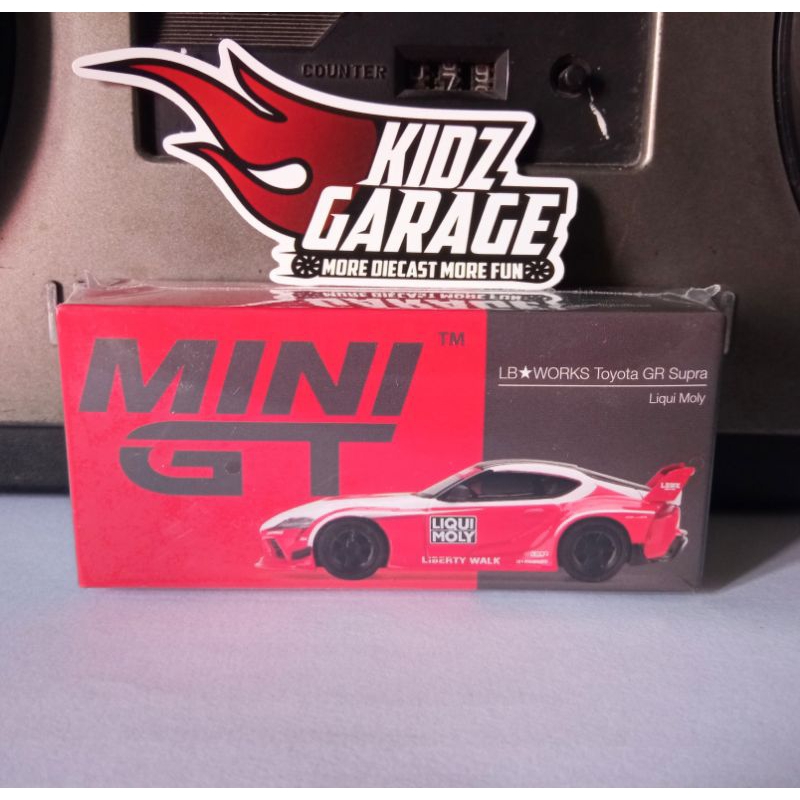 COUNTER
KIDZ
GARAGE
MORE DIECAST MORE FUN
MINI
GT
TM
LB★WORKS Toyota GR Supra
Liqui Moly
LIQUI
MOLY
LIBERTY WALK